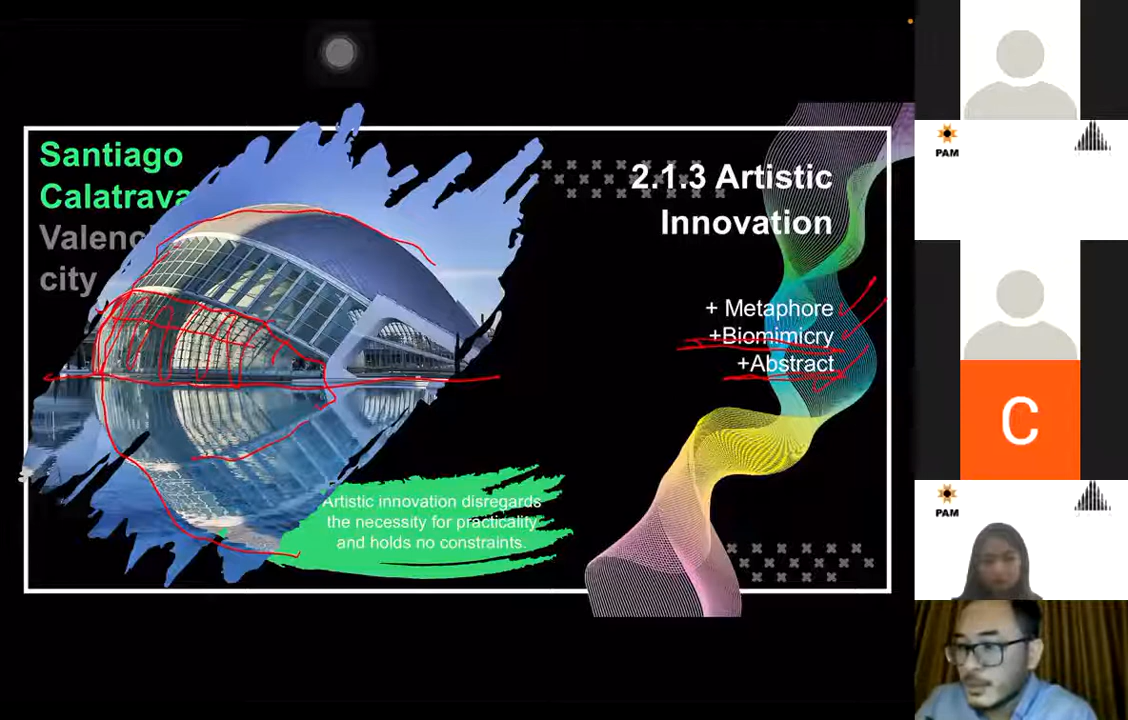 Santiago
Calatrava
Valenc
city
2.1.3 Artistic
Innovation
+ Metaphore
+Biomimicry
+Abstract
Artistic innovation disregards
the necessity for practicality
and holds no constraints.
PAM
C
PAM